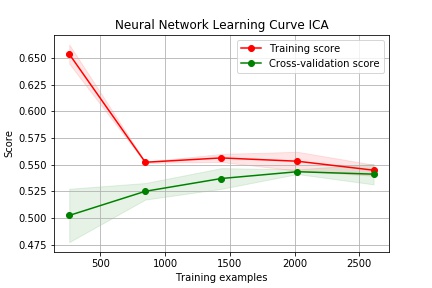 Neural Network Learning Curve ICA
Training score
Cross-validation score
Score
0.650
0.625
0.600
0.575
0.550
0.525
0.500
0.475
500
1000
1500
2000
2500
Training examples